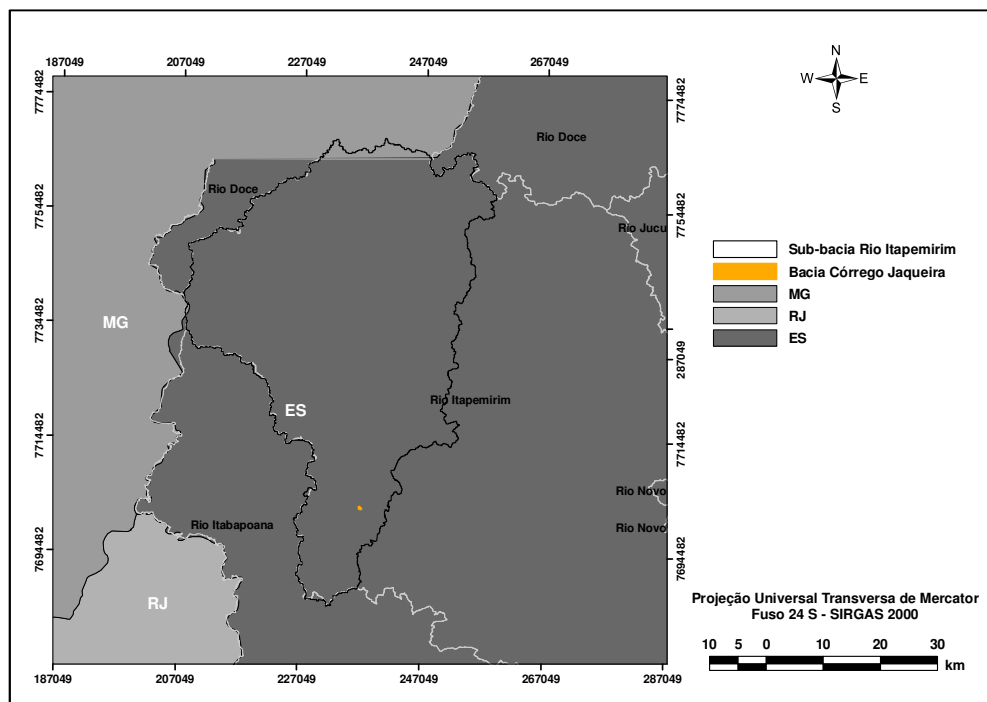 187049
207049
227049
247049
267049
N
W
E
S
7774482
7774482
Rio Doce
Rio Doce
7754482
7754482
Rio Jucu
Sub-bacia Rio Itapemirim
Bacia Córrego Jaqueira
MG
RJ
ES
MG
7734482
287049
Rio Itapemirim
ES
7714482
7714482
Rio Novo
Rio Itabapoana
Rio Novo
7694482
7694482
RJ
Projeção Universal Transversa de Mercator
Fuso 24 S - SIRGAS 2000
10 5 0 10 20 30
km
187049
207049
227049
247049
267049
287049